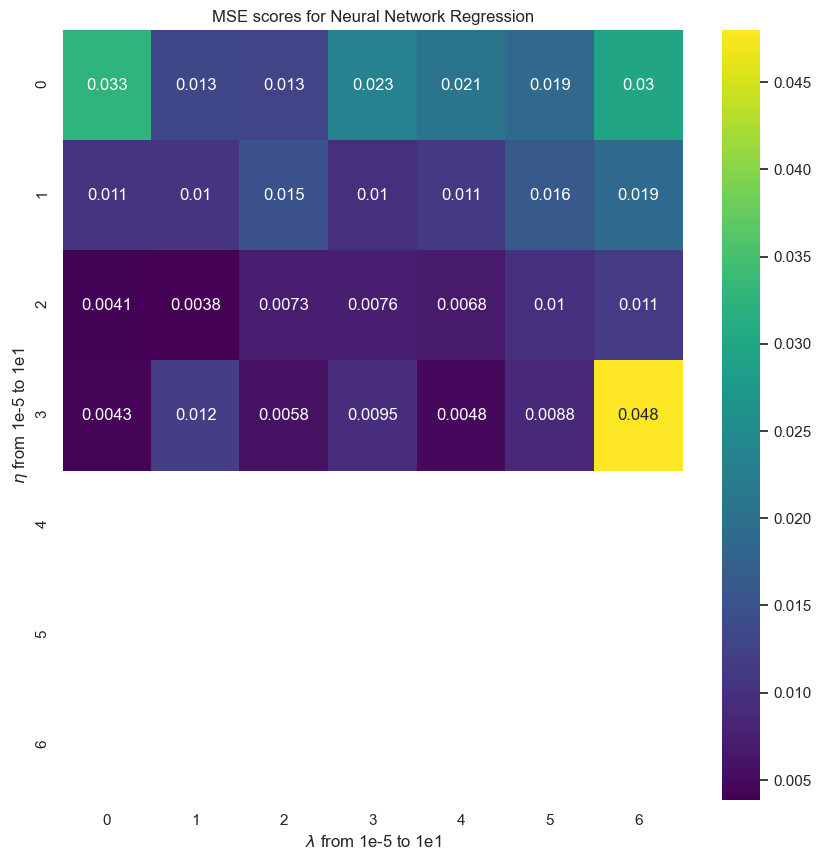 MSE scores for Neural Network Regression
0 0.033 0.013 0.013 0.023 0.021 0.019 0.03
1 0.011 0.01 0.015 0.01 0.011 0.016 0.019
2 0.0041 0.0038 0.0073 0.0076 0.0068 0.01 0.011
3 0.0043 0.012 0.0058 0.0095 0.0048 0.0088 0.048
4
5
6
η from 1e-5 to 1e1
0 1 2 3 4 5 6
λ from 1e-5 to 1e1
0.045
0.040
0.035
0.030
0.025
0.020
0.015
0.010
0.005